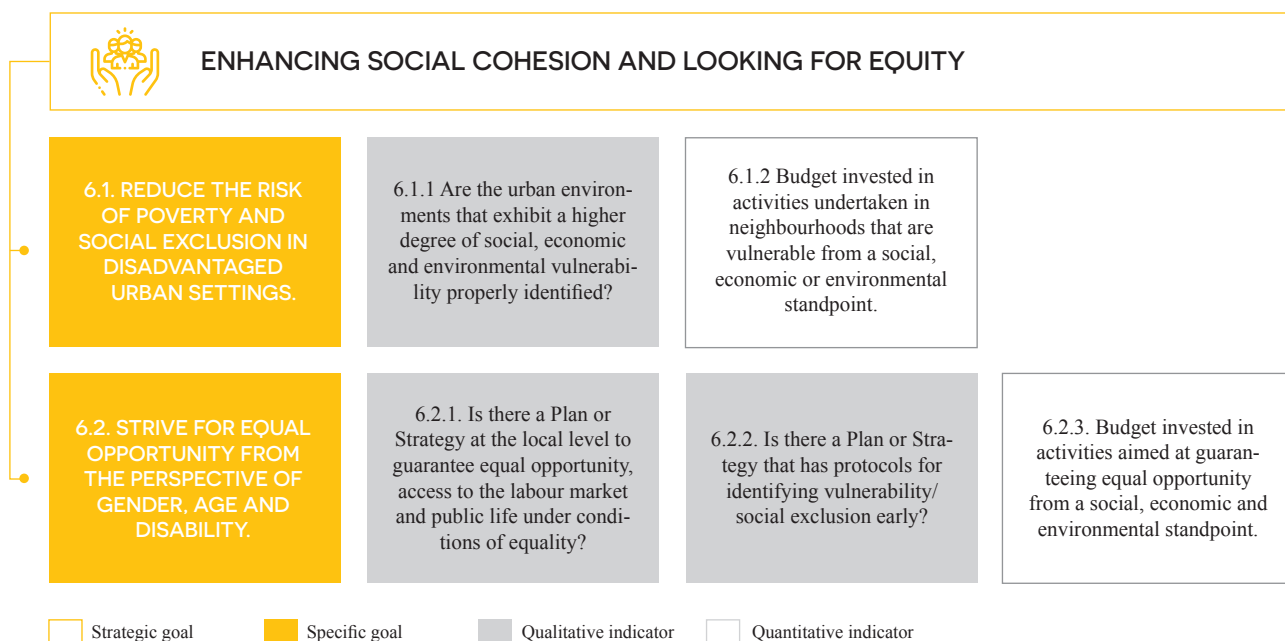 ENHANCING SOCIAL COHESION AND LOOKING FOR EQUITY
6.1. REDUCE THE RISK
OF POVERTY AND
SOCIAL EXCLUSION IN
DISADVANTAGED
URBAN SETTINGS.
6.1.1 Are the urban environ-
ments that exhibit a higher
degree of social, economic
and environmental vulnerabi-
lity properly identified?
6.1.2 Budget invested in
activities undertaken in
neighbourhoods that are
vulnerable from a social,
economic or environmental
standpoint.
6.2. STRIVE FOR EQUAL
OPPORTUNITY FROM
THE PERSPECTIVE OF
GENDER, AGE AND
DISABILITY.
6.2.1. Is there a Plan or
Strategy at the local level to
guarantee equal opportunity,
access to the labour market
and public life under condi-
tions of equality?
6.2.2. Is there a Plan or Stra-
tegy that has protocols for
identifying vulnerability/
social exclusion early?
6.2.3. Budget invested in
activities aimed at guaran-
teeing equal opportunity
from a social, economic and
environmental standpoint.
Strategic goal
Specific goal
Qualitative indicator
Quantitative indicator